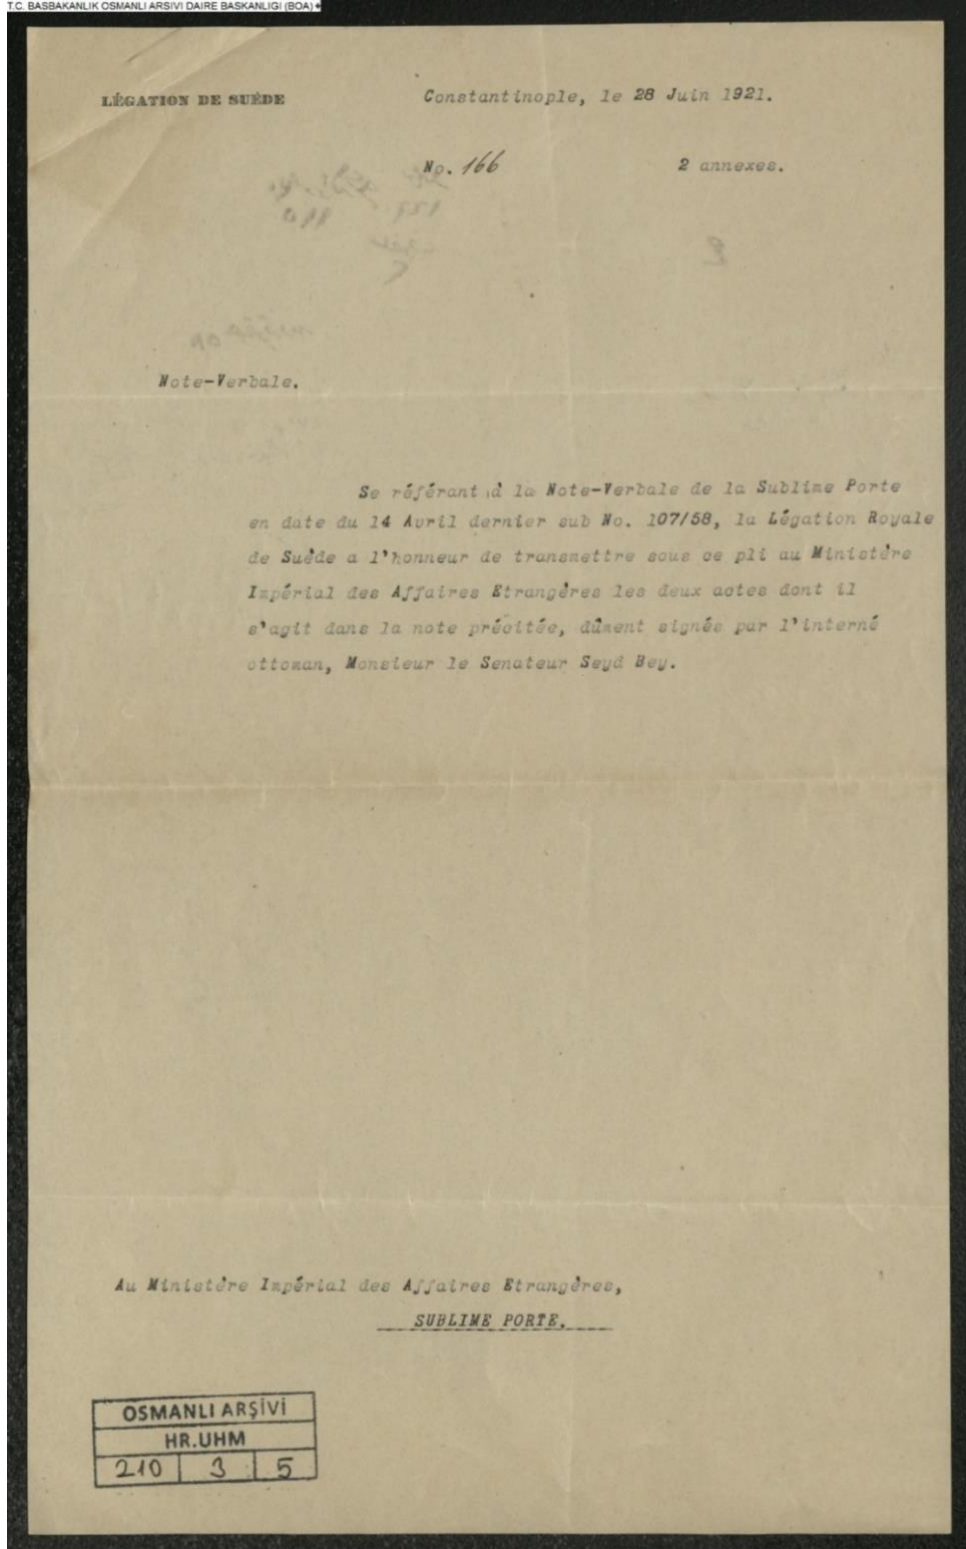 T.C. BASBAKANLIK OSMANLI ARSIVI DAIRE BASKANLIGI (BOA)
LÉGATION DE SUÈDE
Constantinople, le 28 Juin 1921.
No. 166
2 annexes.
Note-Verbale.
Se référant à la Note-Verbale de la Sublime Porte
en date du 14 Avril dernier sub No. 107/58, la Légation Royale
de Suède a l'honneur de transmettre sous ce pli au Ministère
Impérial des Affaires Etrangères les deux actes dont il
s'agit dans la note précitée, dûment signés par l'interné
ottoman, Monsieur le Senateur Seyd Bey.
Au Ministère Impérial des Affaires Etrangères,
SUBLIME PORTE.
OSMANLI ARŞİVİ
HR.UHM
210 3 5